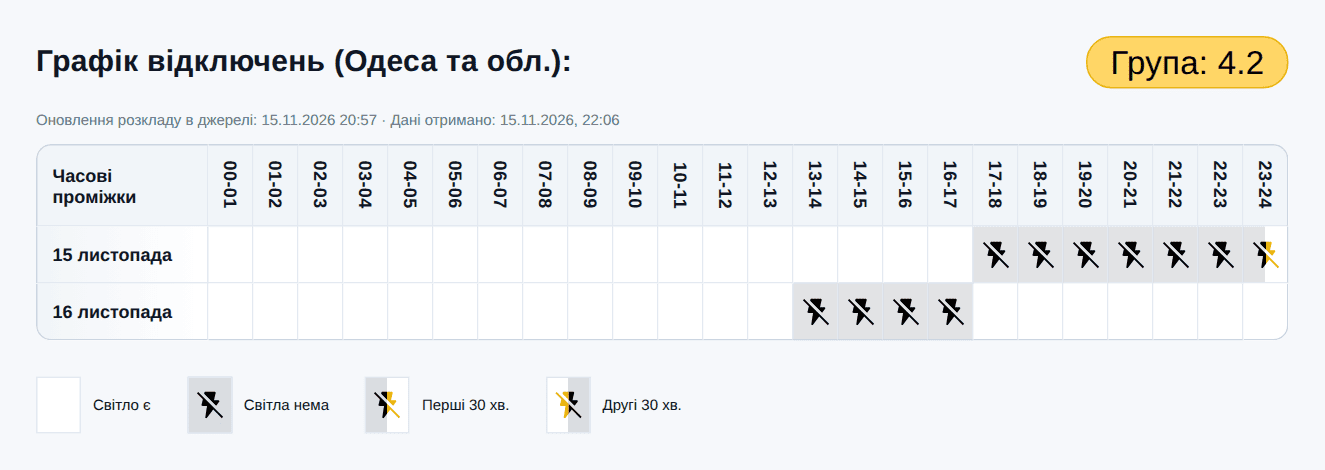 Графік відключень (Одеса та обл.):
Група: 4.2
Оновлення розкладу в джерелі: 15.11.2026 20:57 · Дані отримано: 15.11.2026, 22:06
Часові
проміжки
00-01
01-02
02-03
03-04
04-05
05-06
06-07
07-08
08-09
09-10
10-11
11-12
12-13
13-14
14-15
15-16
16-17
17-18
18-19
19-20
20-21
21-22
22-23
23-24
15 листопада
16 листопада
Світло є
Світла нема
Перші 30 хв.
Другі 30 хв.